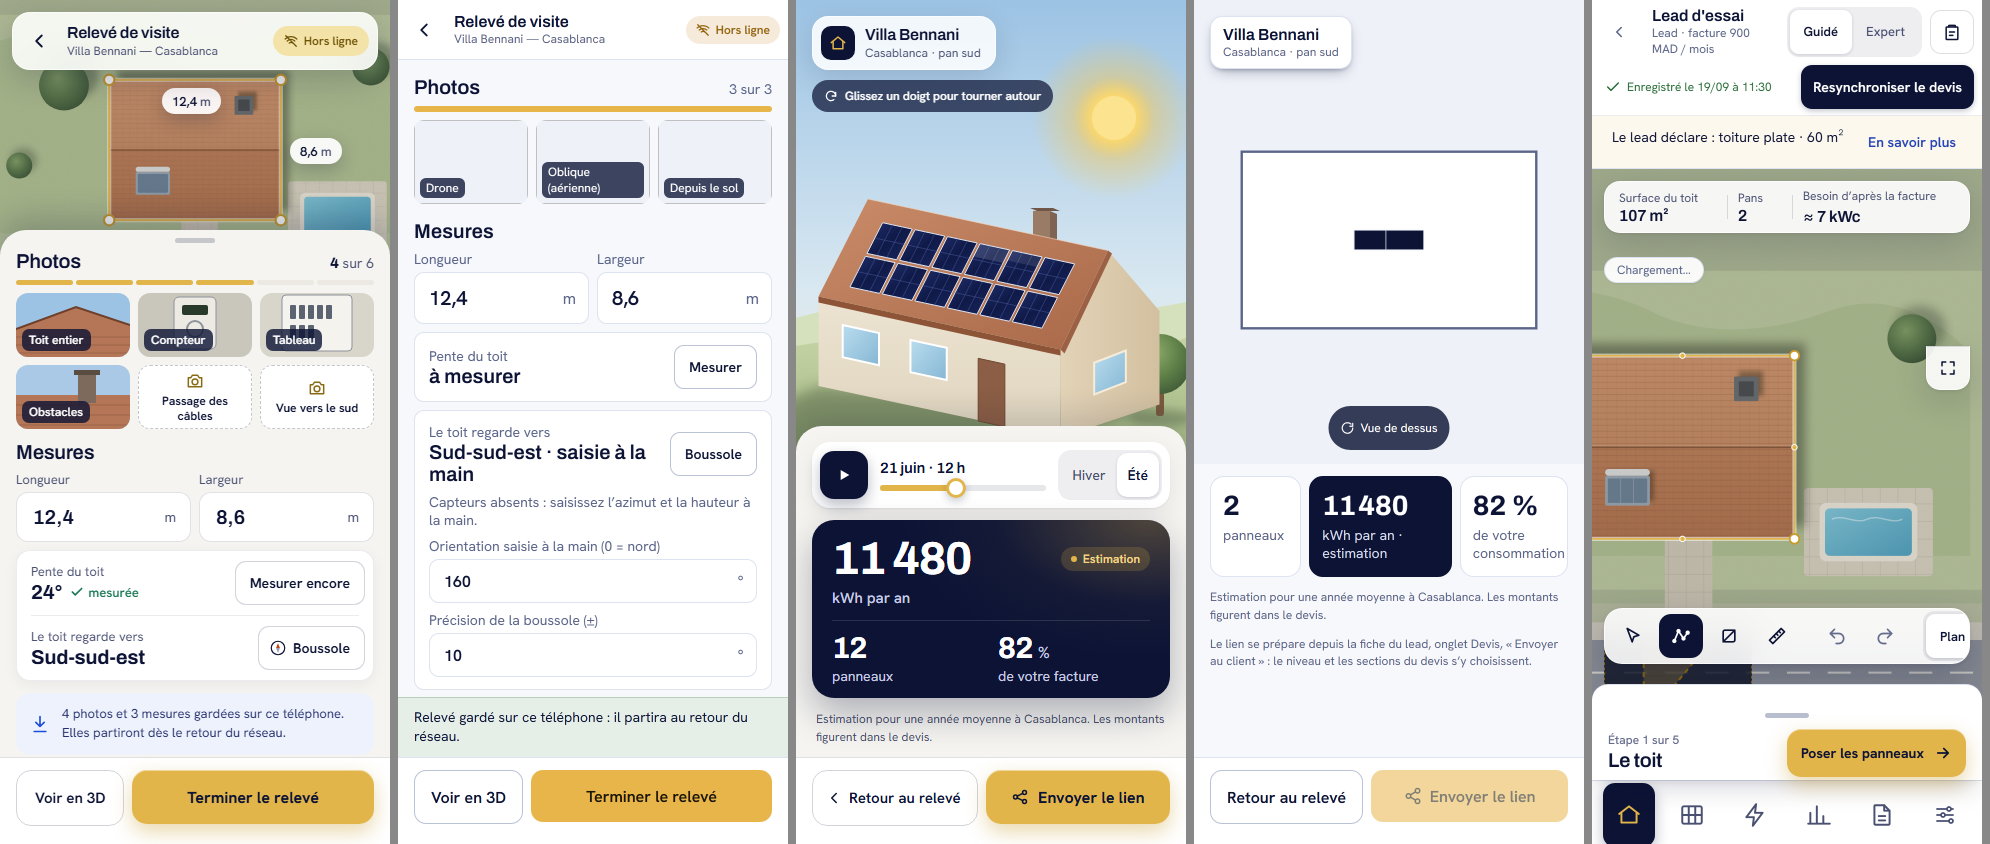 Relevé de visite
Villa Bennani — Casablanca
Hors ligne
12,4 m
8,6 m
Photos
4 sur 6
Toit entier
Compteur
Tableau
Obstacles
Passage des
câbles
Vue vers le sud
Mesures
Longueur
Largeur
12,4 m
8,6 m
Pente du toit
24° mesurée
Mesurer encore
Le toit regarde vers
Sud-sud-est
Boussole
4 photos et 3 mesures gardées sur ce téléphone.
Elles partiront dès le retour du réseau.
Voir en 3D
Terminer le relevé
Relevé de visite
Villa Bennani — Casablanca
Hors ligne
Photos
3 sur 3
Drone
Oblique
(aérienne)
Depuis le sol
Mesures
Longueur
Largeur
12,4 m
8,6 m
Pente du toit
à mesurer
Mesurer
Le toit regarde vers
Sud-sud-est · saisie à la
main
Boussole
Capteurs absents : saisissez l’azimut et la hauteur à
la main.
Orientation saisie à la main (0 = nord)
160 °
Précision de la boussole (±)
10 °
Relevé gardé sur ce téléphone : il partira au retour du
réseau.
Voir en 3D
Terminer le relevé
Villa Bennani
Casablanca · pan sud
Glissez un doigt pour tourner autour
21 juin · 12 h
Hiver
Été
11 480
Estimation
kWh par an
12
panneaux
82 %
de votre facture
Estimation pour une année moyenne à Casablanca. Les montants
figurent dans le devis.
Retour au relevé
Envoyer le lien
Villa Bennani
Casablanca · pan sud
Vue de dessus
2
panneaux
11 480
kWh par an ·
estimation
82 %
de votre
consommation
Estimation pour une année moyenne à Casablanca. Les montants
figurent dans le devis.
Le lien se prépare depuis la fiche du lead, onglet Devis, « Envoyer
au client » : le niveau et les sections du devis s’y choisissent.
Retour au relevé
Envoyer le lien
Lead d’essai
Lead · facture 900
MAD / mois
Guidé
Expert
Enregistré le 19/09 à 11:30
Resynchroniser le devis
Le lead déclare : toiture plate · 60 m²
En savoir plus
Surface du toit
107 m²
Pans
2
Besoin d’après la facture
≈ 7 kWc
Chargement…
Plan
Étape 1 sur 5
Le toit
Poser les panneaux